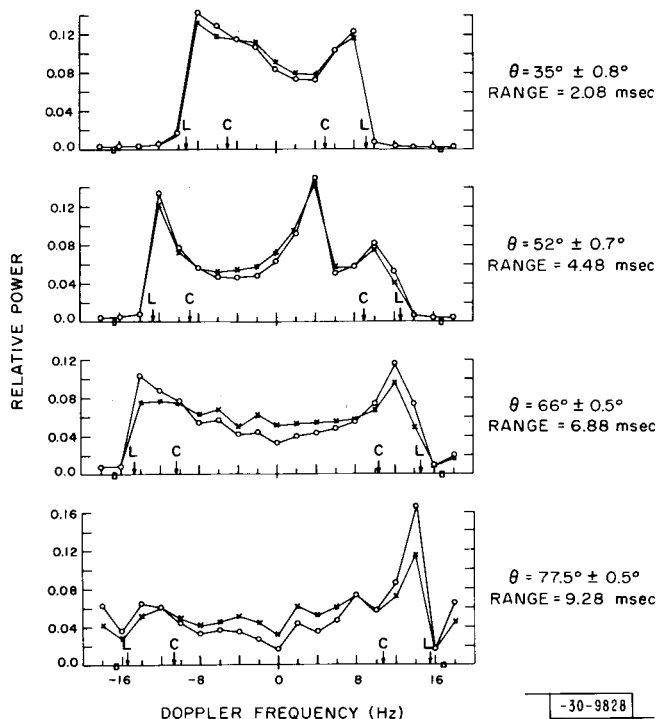 0.12
0.08
0.04
0.0
L C C L
θ = 35° ± 0.8°
RANGE = 2.08 msec
0.12
0.08
0.04
0.0
L C C L
θ = 52° ± 0.7°
RANGE = 4.48 msec
RELATIVE POWER
0.12
0.08
0.04
0.0
L C C L
θ = 66° ± 0.5°
RANGE = 6.88 msec
0.16
0.12
0.08
0.04
0.0
L C C L
θ = 77.5° ± 0.5°
RANGE = 9.28 msec
-16 -8 0 8 16
DOPPLER FREQUENCY (Hz)
-30-9828